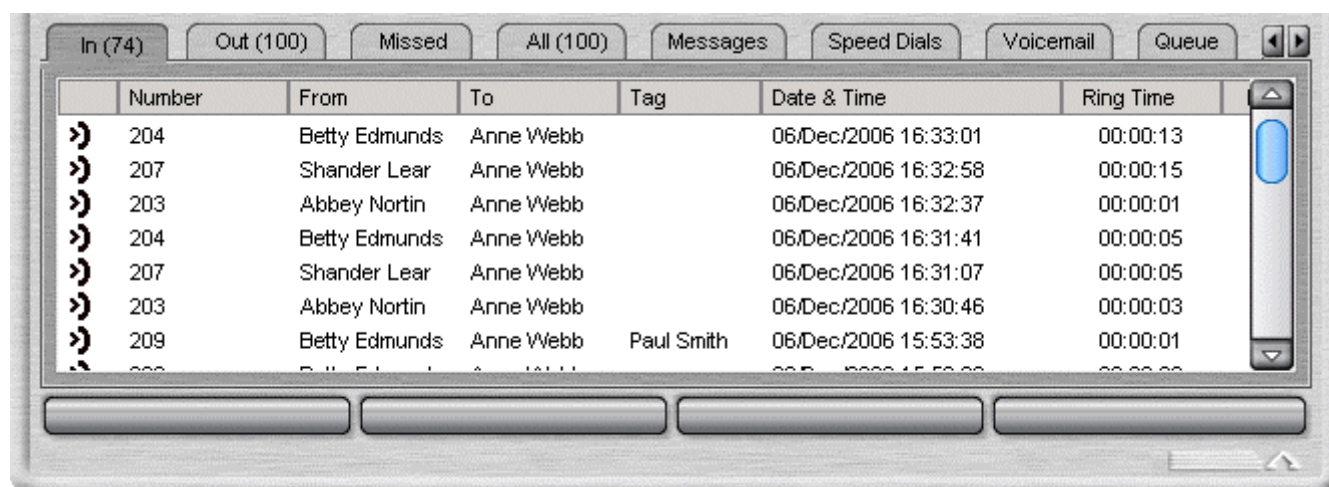 In (74) Out (100) Missed All (100) Messages Speed Dials Voicemail Queue
Number From To Tag Date & Time Ring Time
204 Betty Edmunds Anne Webb 06/Dec/2006 16:33:01 00:00:13
207 Shander Lear Anne Webb 06/Dec/2006 16:32:58 00:00:15
203 Abbey Nortin Anne Webb 06/Dec/2006 16:32:37 00:00:01
204 Betty Edmunds Anne Webb 06/Dec/2006 16:31:41 00:00:05
207 Shander Lear Anne Webb 06/Dec/2006 16:31:07 00:00:05
203 Abbey Nortin Anne Webb 06/Dec/2006 16:30:46 00:00:03
209 Betty Edmunds Anne Webb Paul Smith 06/Dec/2006 15:53:38 00:00:01